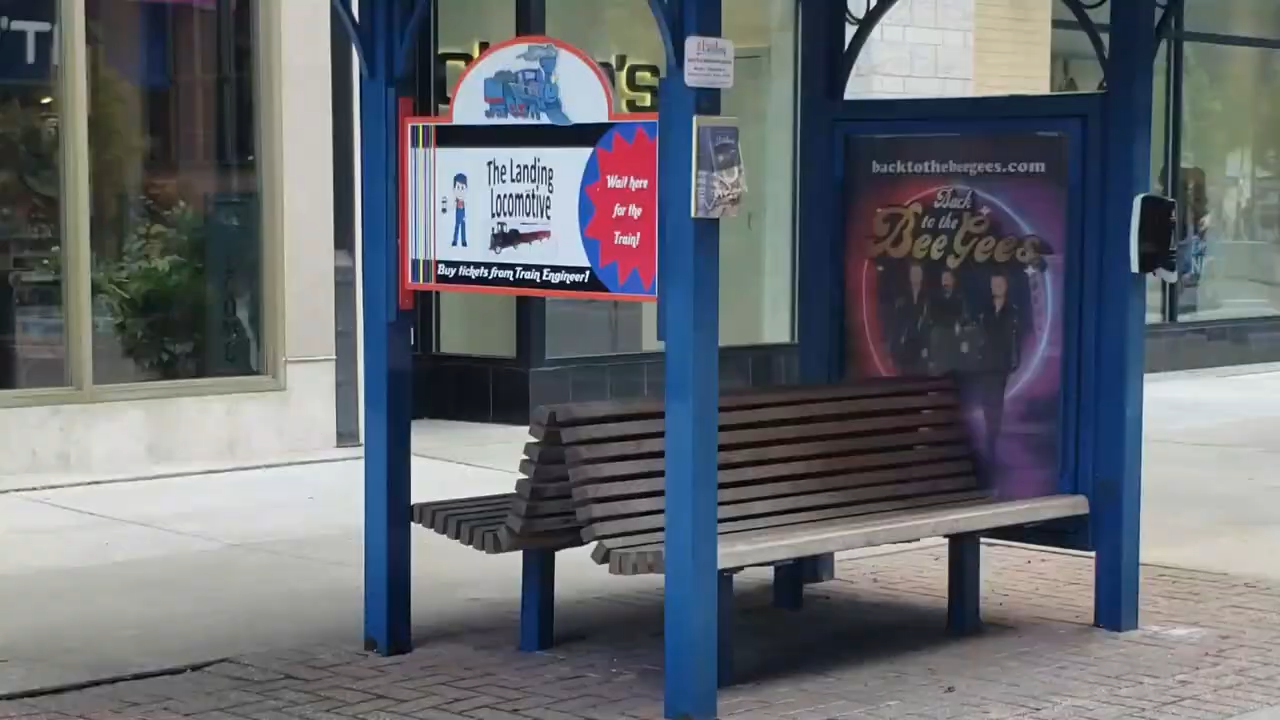 The Landing
Locomotive
Wait here
for the
Train!
Buy tickets from Train Engineer!
backtothebeegees.com
Back
to the
Bee Gees